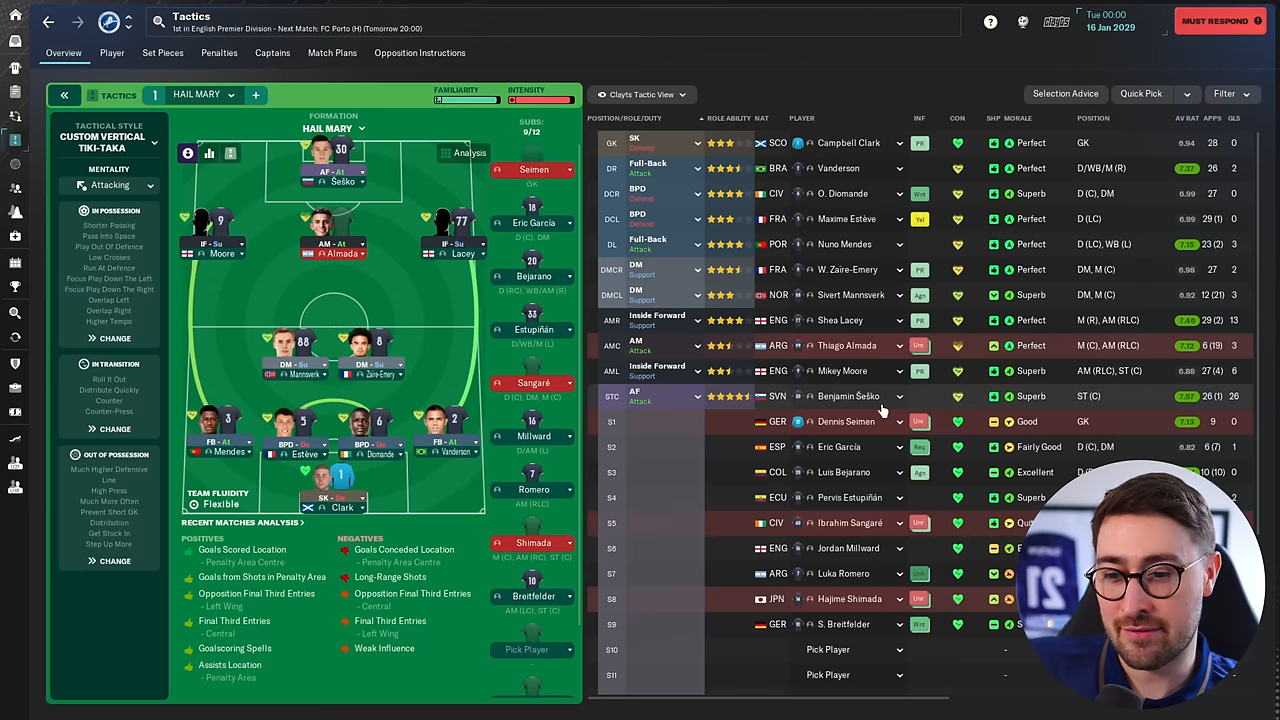 Tactics
1st in English Premier Division - Next Match: FC Porto (H) (Tomorrow 20:00)
clayts
Tue 00:00
16 Jan 2029
MUST RESPOND
Overview
Player
Set Pieces
Penalties
Captains
Match Plans
Opposition Instructions
TACTICS
1
HAIL MARY
FAMILIARITY
INTENSITY
TACTICAL STYLE
CUSTOM VERTICAL
TIKI-TAKA
MENTALITY
Attacking
IN POSSESSION
Shorter Passing
Pass Into Space
Play Out Of Defence
Low Crosses
Run At Defence
Focus Play Down The Left
Focus Play Down The Right
Overlap Left
Overlap Right
Higher Tempo
CHANGE
IN TRANSITION
Roll It Out
Distribute Quickly
Counter
Counter-Press
CHANGE
OUT OF POSSESSION
Much Higher Defensive
Line
High Press
Much More Often
Prevent Short GK
Distribution
Get Stuck In
Step Up More
CHANGE
FORMATION
HAIL MARY
Analysis
30
AF - At
Šeško
9
IF - Su
Moore
AM - At
Almada
77
IF - Su
Lacey
88
DM - Su
Mannsverk
8
DM - Su
Zaïre-Emery
3
FB - At
Mendes
5
BPD - De
Estève
6
BPD - De
Diomande
2
FB - At
Vanderson
1
SK - De
Clark
TEAM FLUIDITY
Flexible
SUBS:
9/12
Seimen
GK
18
Eric García
D (C), DM
20
Bejarano
D (RC), WB/AM (R)
33
Estupiñán
D/WB/M (L)
Sangaré
D (C), DM, M (C)
16
Millward
D/AM (L)
7
Romero
AM (RLC)
Shimada
M (C), AM (RC), ST (C)
10
Breitfelder
AM (LC), ST (C)
Pick Player
-
RECENT MATCHES ANALYSIS
POSITIVES
Goals Scored Location
- Penalty Area Centre
Goals from Shots in Penalty Area
Opposition Final Third Entries
- Left Wing
Final Third Entries
- Central
Goalscoring Spells
Assists Location
- Penalty Area
NEGATIVES
Goals Conceded Location
- Penalty Area Centre
Long-Range Shots
Opposition Final Third Entries
- Central
Final Third Entries
- Left Wing
Weak Influence
Clayts Tactic View
Selection Advice
Quick Pick
Filter
POSITION/ROLE/DUTY ROLE ABILITY NAT PLAYER INF CON SHP MORALE POSITION AV RAT APPS GLS
GK SK Defend SCO Campbell Clark PR Perfect GK 6.94 28 0
DR Full-Back Attack BRA Vanderson Perfect D/WB/M (R) 7.37 26 2
DCR BPD Defend CIV O. Diomande Wnt Superb D (C), DM 6.99 27 0
DCL BPD Defend FRA Maxime Estève Yel Perfect D (LC) 6.99 29 (1) 0
DL Full-Back Attack POR Nuno Mendes Perfect D (LC), WB (L) 7.15 23 (2) 3
DMCR DM Support FRA W. Zaïre-Emery PR Perfect DM, M (C) 6.98 27 2
DMCL DM Support NOR Sivert Mannsverk Agn Superb DM, M (C) 6.92 12 (21) 3
AMR Inside Forward Support ENG Shea Lacey PR Perfect M (R), AM (RLC) 7.46 29 (2) 13
AMC AM Attack ARG Thiago Almada Unr Perfect M (C), AM (RLC) 7.12 6 (19) 3
AML Inside Forward Support ENG Mikey Moore PR Perfect AM (RLC), ST (C) 6.88 27 (4) 6
STC AF Attack SVN Benjamin Šeško Superb ST (C) 7.57 26 (1) 26
S1 GER Dennis Seimen Unr Good GK 7.13 9 0
S2 ESP Eric García Req Fairly Good D (C), DM 6.82 6 (7) 1
S3 COL Luis Bejarano Agn Excellent 10 (10) 0
S4 ECU Pervis Estupiñán Superb
S5 CIV Ibrahim Sangaré Unr
S6 ENG Jordan Millward
S7 ARG Luka Romero
S8 JPN Hajime Shimada Unr
S9 GER S. Breitfelder Wnt
S10 Pick Player -
S11 Pick Player -
21